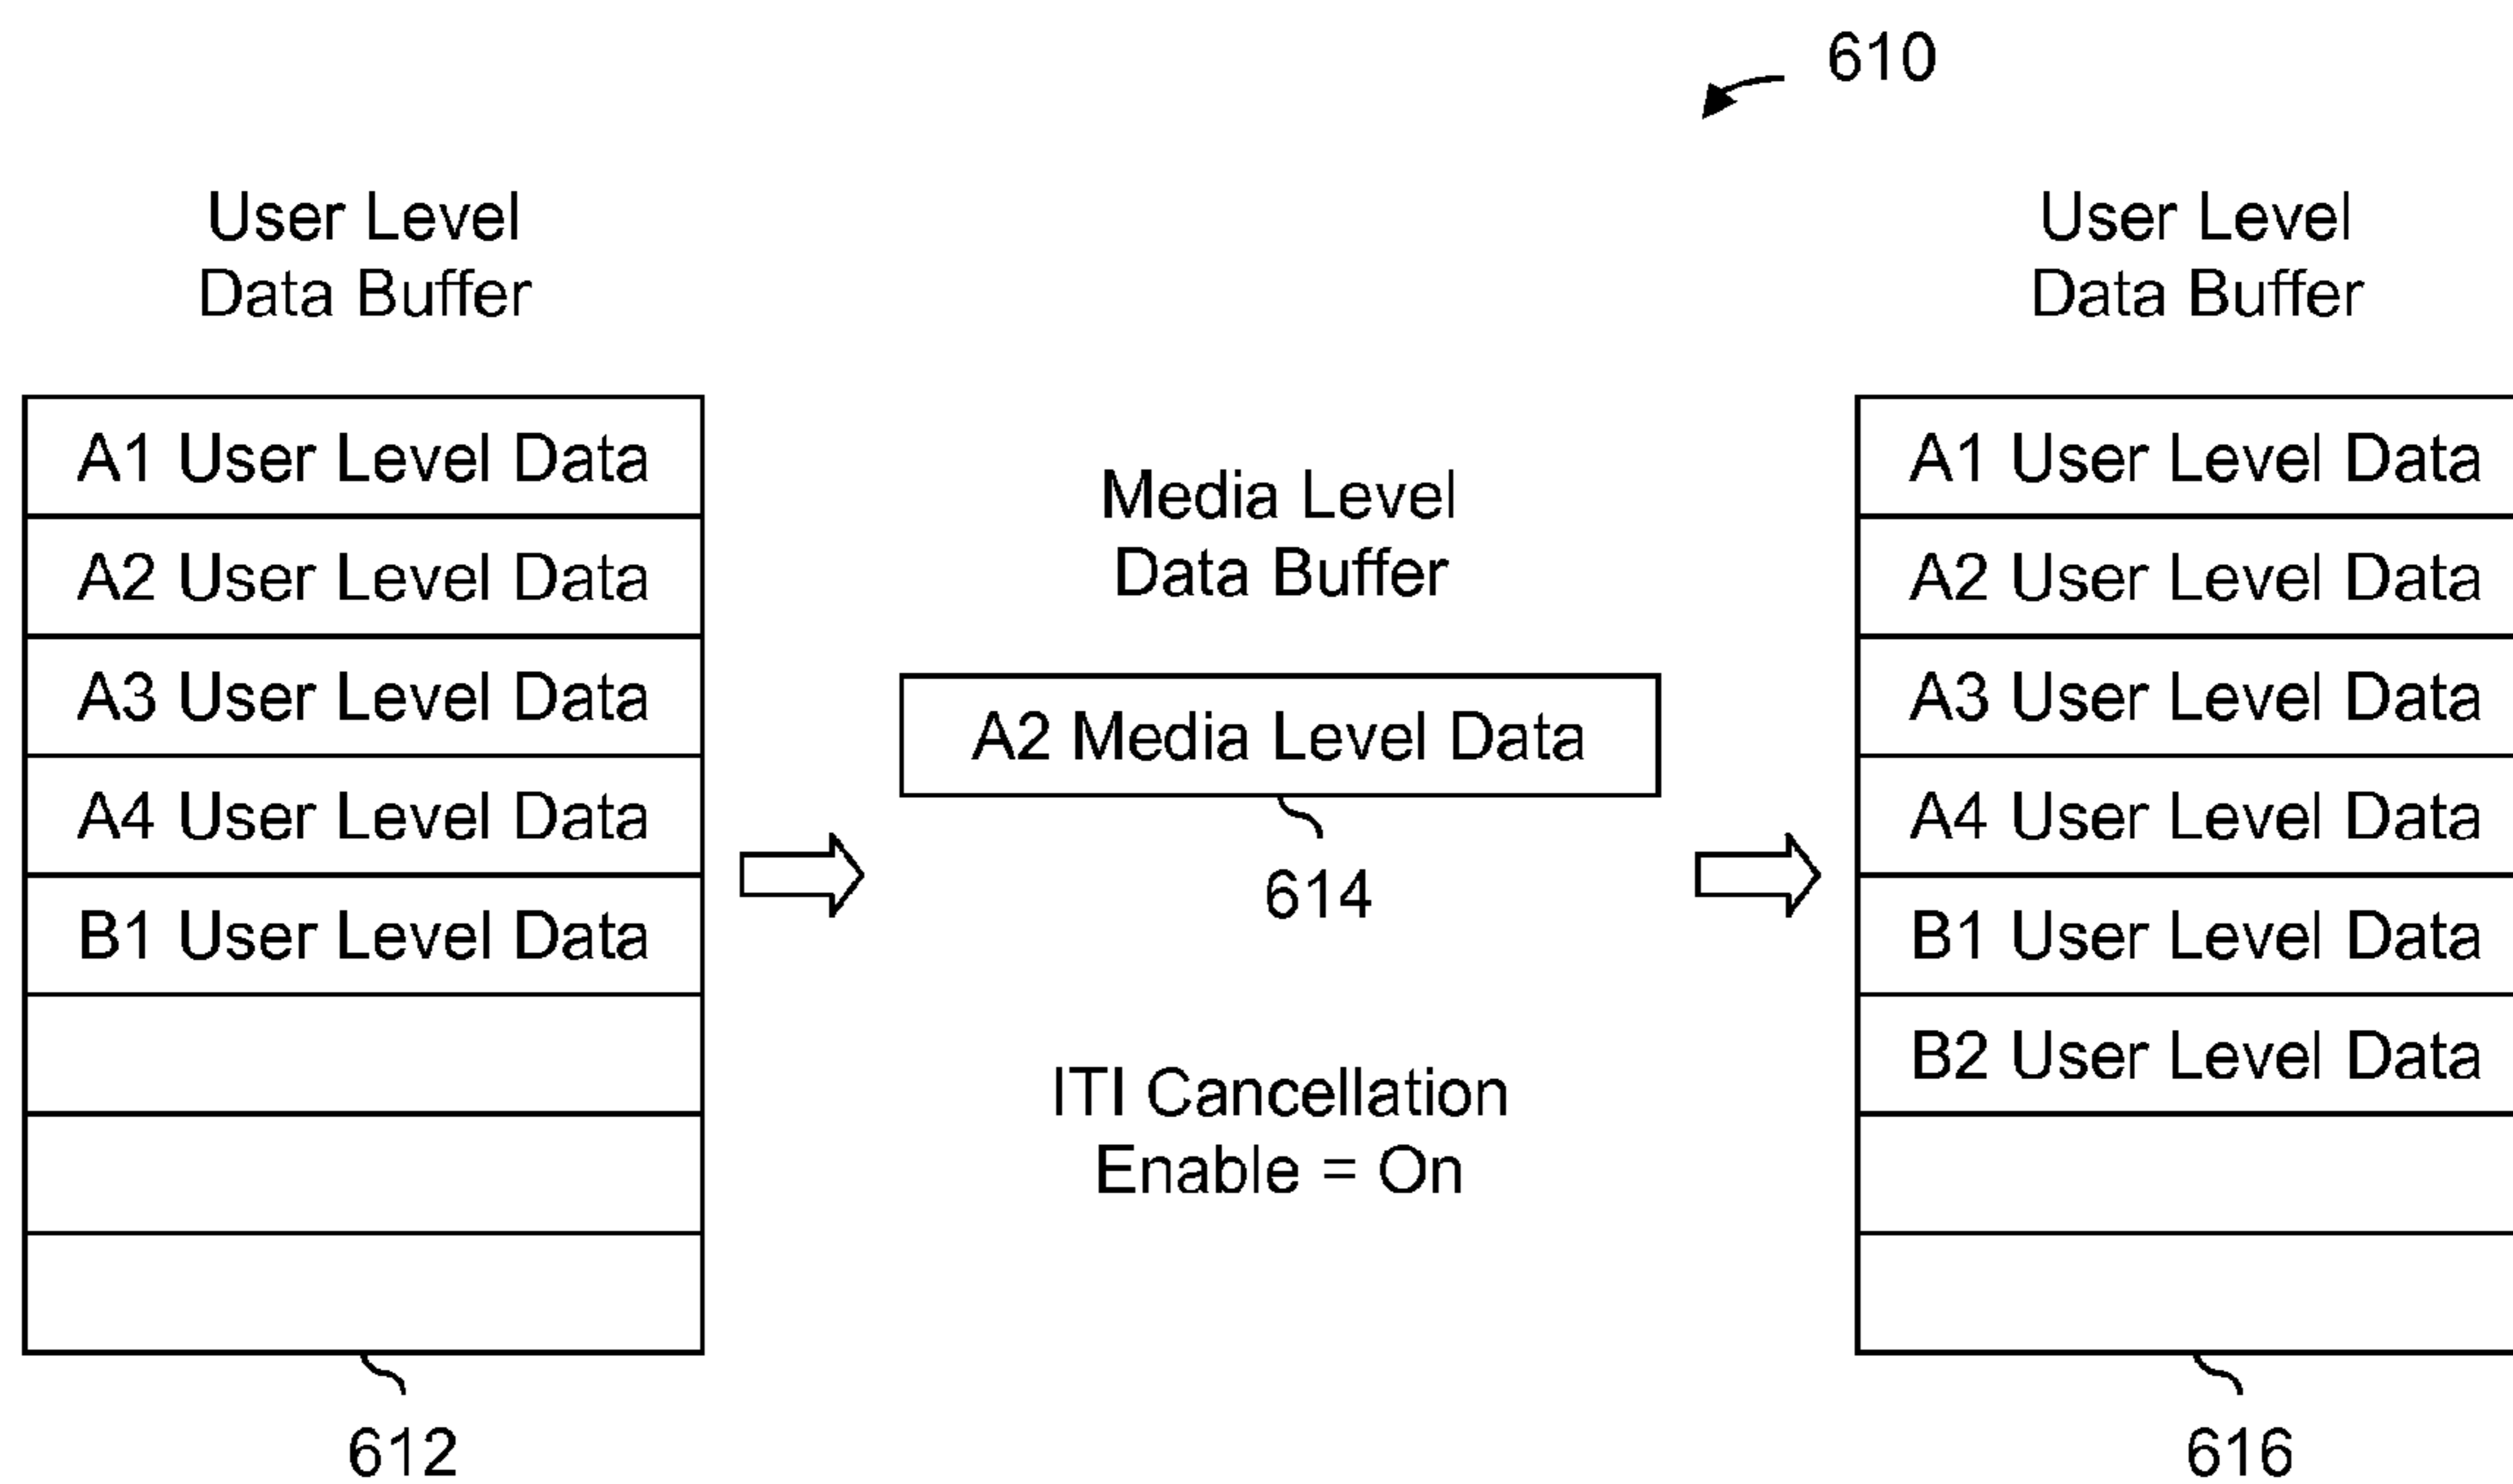 610
User Level
Data Buffer
A1 User Level Data
A2 User Level Data
A3 User Level Data
A4 User Level Data
B1 User Level Data
612
Media Level
Data Buffer
A2 Media Level Data
614
ITI Cancellation
Enable = On
User Level
Data Buffer
A1 User Level Data
A2 User Level Data
A3 User Level Data
A4 User Level Data
B1 User Level Data
B2 User Level Data
616